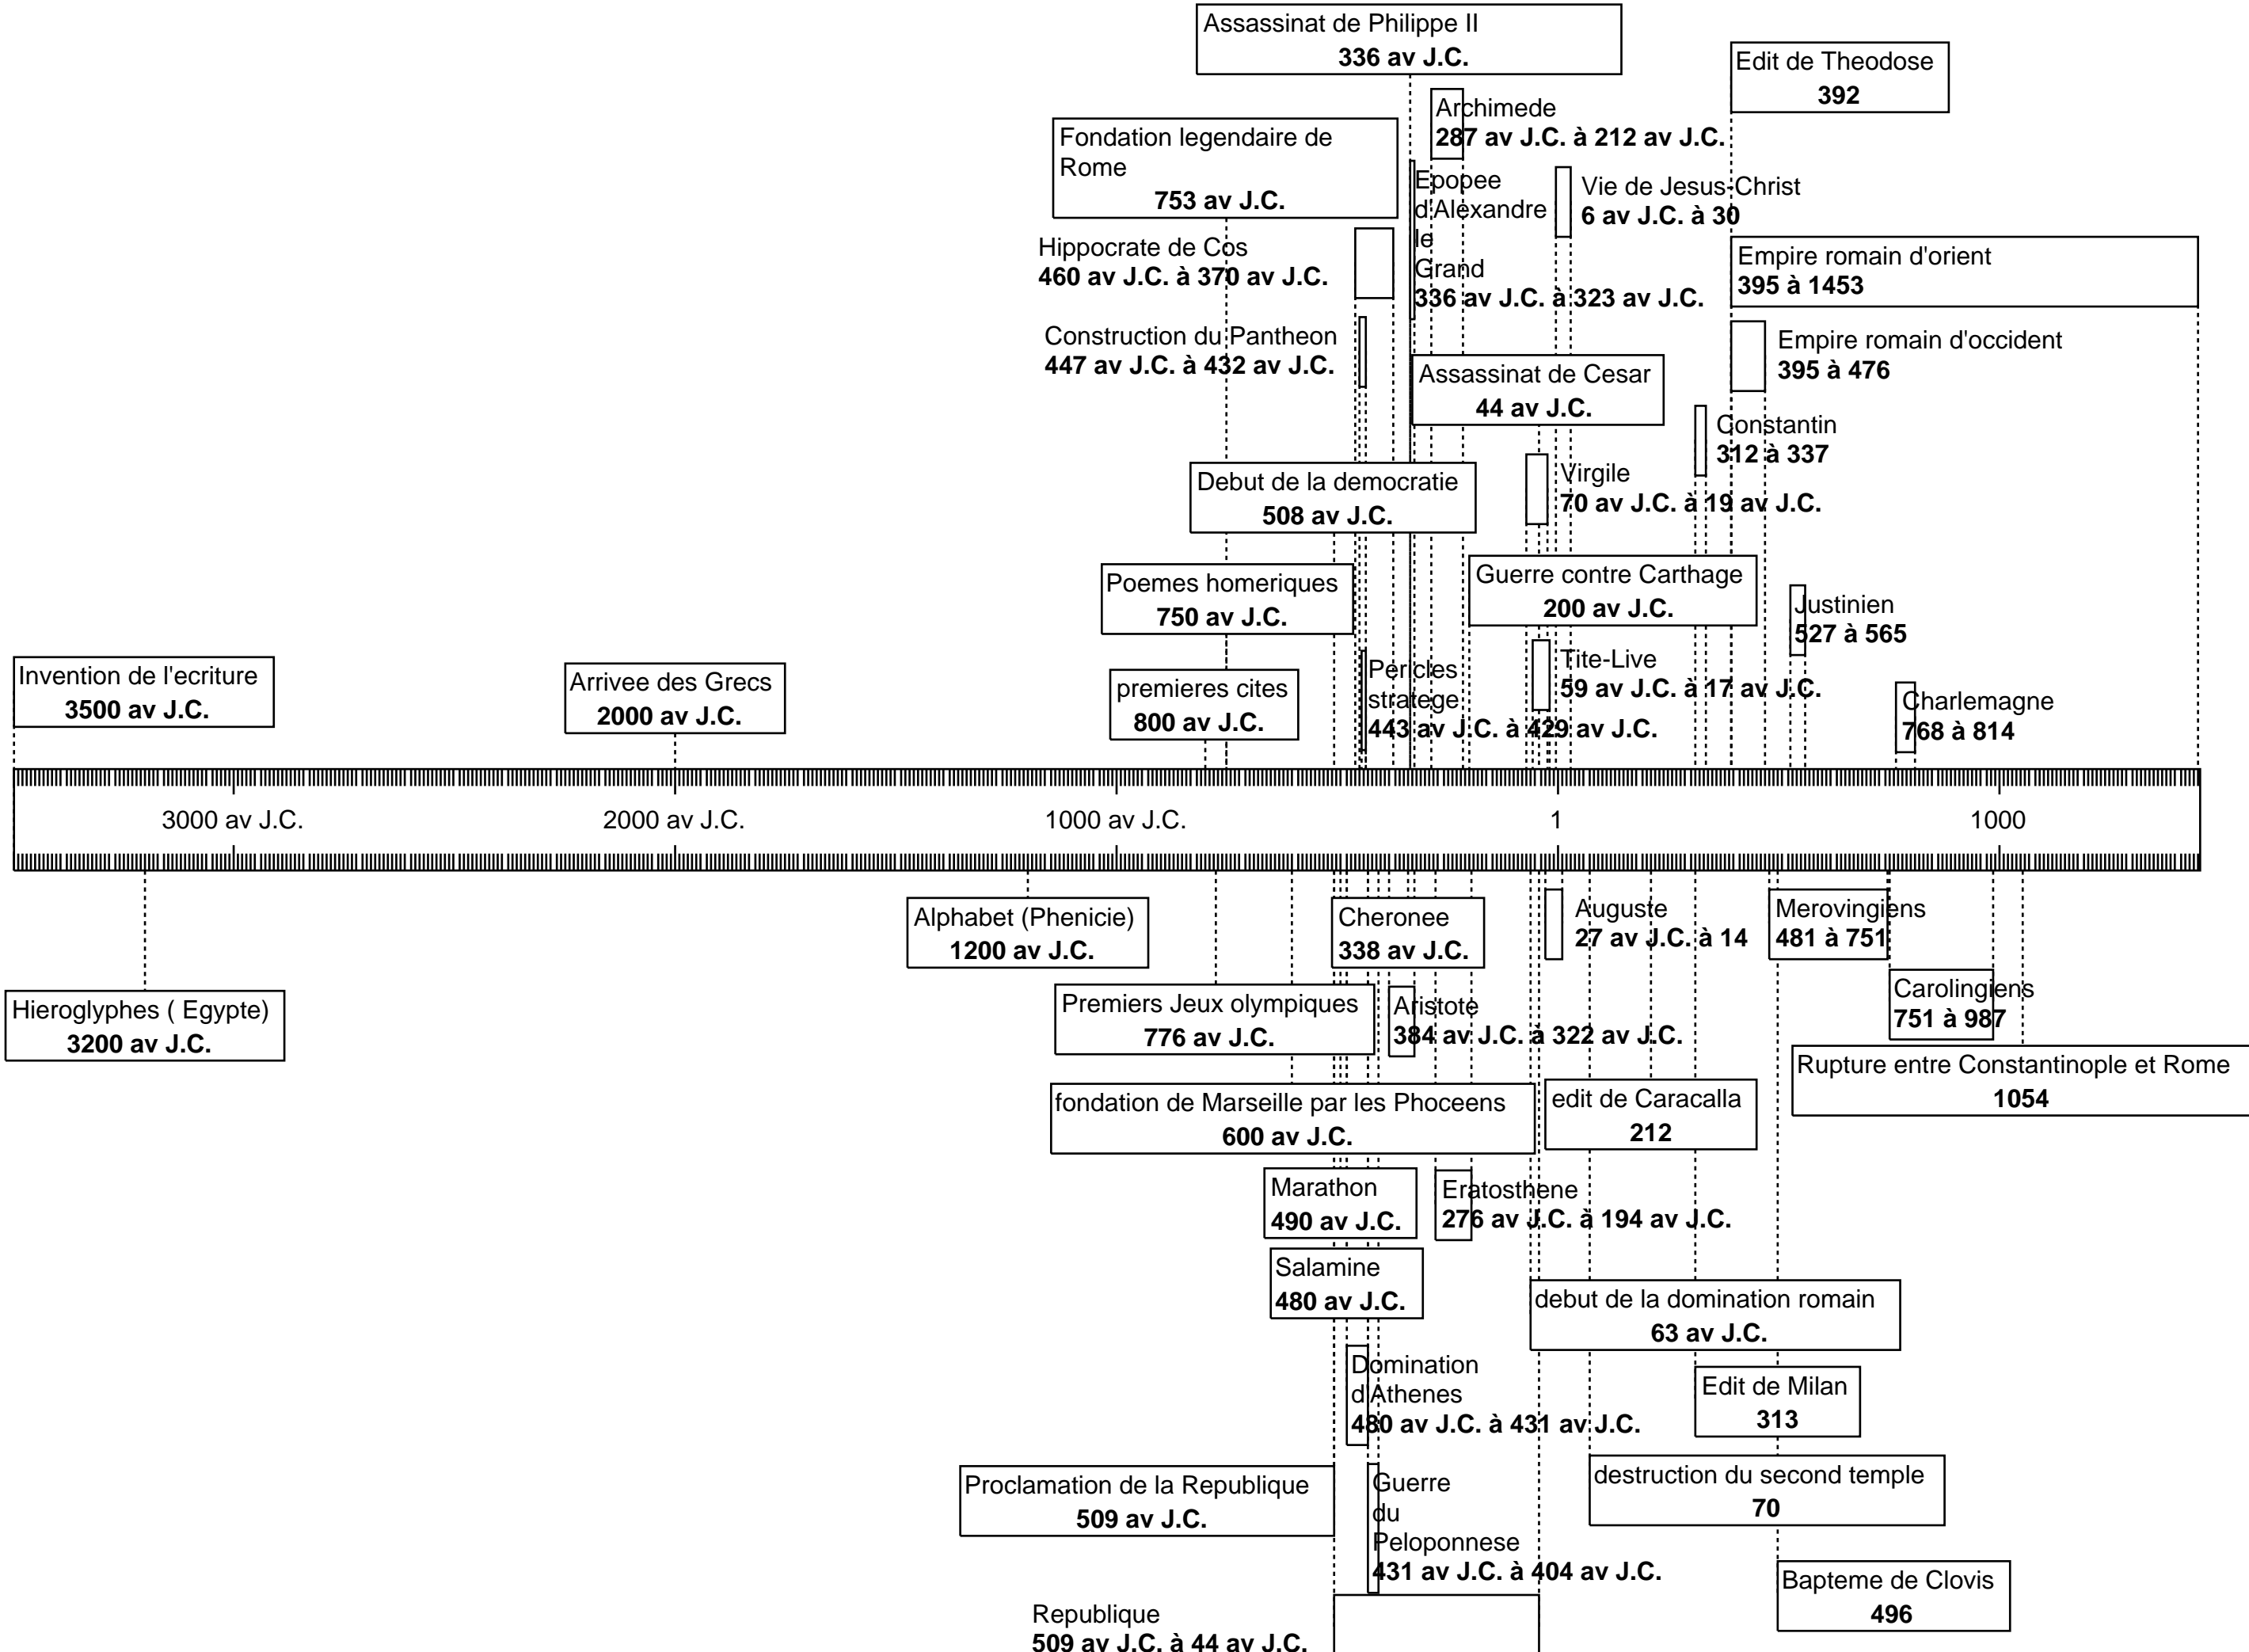 Assassinat de Philippe II
336 av J.C.
Edit de Theodose
392
Archimede
287 av J.C. à 212 av J.C.
Fondation legendaire de
Rome
753 av J.C.
Epopee
d'Alexandre
le
Grand
336 av J.C. à 323 av J.C.
Vie de Jesus-Christ
6 av J.C. à 30
Hippocrate de Cos
460 av J.C. à 370 av J.C.
Empire romain d'orient
395 à 1453
Construction du Pantheon
447 av J.C. à 432 av J.C.
Empire romain d'occident
395 à 476
Assassinat de Cesar
44 av J.C.
Constantin
312 à 337
Debut de la democratie
508 av J.C.
Virgile
70 av J.C. à 19 av J.C.
Poemes homeriques
750 av J.C.
Guerre contre Carthage
200 av J.C.
Justinien
527 à 565
Invention de l'ecriture
3500 av J.C.
Arrivee des Grecs
2000 av J.C.
premieres cites
800 av J.C.
Pericles
stratege
443 av J.C. à 429 av J.C.
Tite-Live
59 av J.C. à 17 av J.C.
Charlemagne
768 à 814
3000 av J.C.
2000 av J.C.
1000 av J.C.
1
1000
Alphabet (Phenicie)
1200 av J.C.
Cheronee
338 av J.C.
Auguste
27 av J.C. à 14
Merovingiens
481 à 751
Hieroglyphes ( Egypte)
3200 av J.C.
Premiers Jeux olympiques
776 av J.C.
Aristote
384 av J.C. à 322 av J.C.
Carolingiens
751 à 987
Rupture entre Constantinople et Rome
1054
fondation de Marseille par les Phoceens
600 av J.C.
edit de Caracalla
212
Marathon
490 av J.C.
Eratosthene
276 av J.C. à 194 av J.C.
Salamine
480 av J.C.
debut de la domination romain
63 av J.C.
Domination
d'Athenes
480 av J.C. à 431 av J.C.
Edit de Milan
313
Proclamation de la Republique
509 av J.C.
Guerre
du
Peloponnese
431 av J.C. à 404 av J.C.
destruction du second temple
70
Bapteme de Clovis
496
Republique
509 av J.C. à 44 av J.C.